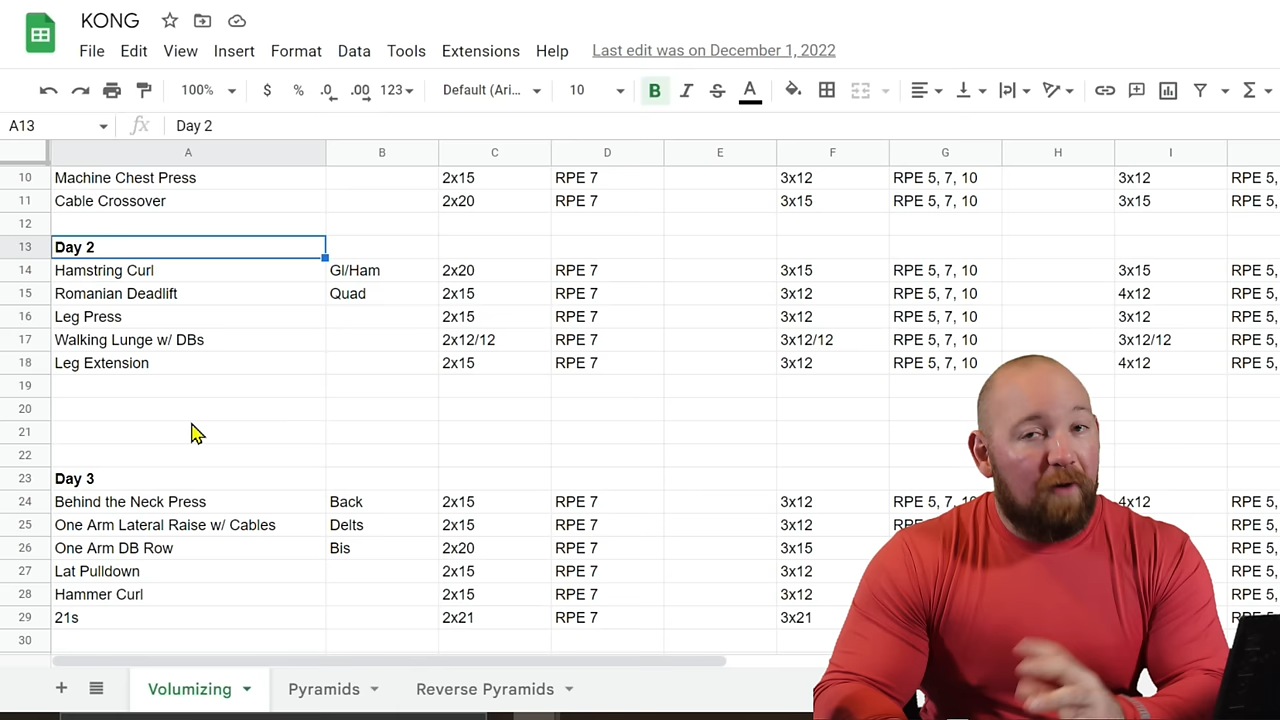 KONG
File Edit View Insert Format Data Tools Extensions Help Last edit was on December 1, 2022
100% $ % .0 .00 123 Default (Ari... 10 B I S A
A13 fx Day 2
A B C D E F G H I
10 Machine Chest Press 2x15 RPE 7 3x12 RPE 5, 7, 10 3x12 RPE 5,
11 Cable Crossover 2x20 RPE 7 3x15 RPE 5, 7, 10 3x15 RPE 5,
12
13 Day 2
14 Hamstring Curl Gl/Ham 2x20 RPE 7 3x15 RPE 5, 7, 10 3x15 RPE 5,
15 Romanian Deadlift Quad 2x15 RPE 7 3x12 RPE 5, 7, 10 4x12 RPE 5,
16 Leg Press 2x15 RPE 7 3x12 RPE 5, 7, 10 3x12 RPE 5,
17 Walking Lunge w/ DBs 2x12/12 RPE 7 3x12/12 RPE 5, 7, 10 3x12/12 RPE 5,
18 Leg Extension 2x15 RPE 7 3x12 RPE 5, 7, 10 4x12 RPE 5,
19
20
21
22
23 Day 3
24 Behind the Neck Press Back 2x15 RPE 7 3x12 RPE 5, 7, 10 4x12 RPE 5,
25 One Arm Lateral Raise w/ Cables Delts 2x15 RPE 7 3x12 RPE 5,
26 One Arm DB Row Bis 2x20 RPE 7 3x15 RPE 5,
27 Lat Pulldown 2x15 RPE 7 3x12 RPE 5,
28 Hammer Curl 2x15 RPE 7 3x12 RPE 5,
29 21s 2x21 RPE 7 3x21
30
Volumizing Pyramids Reverse Pyramids